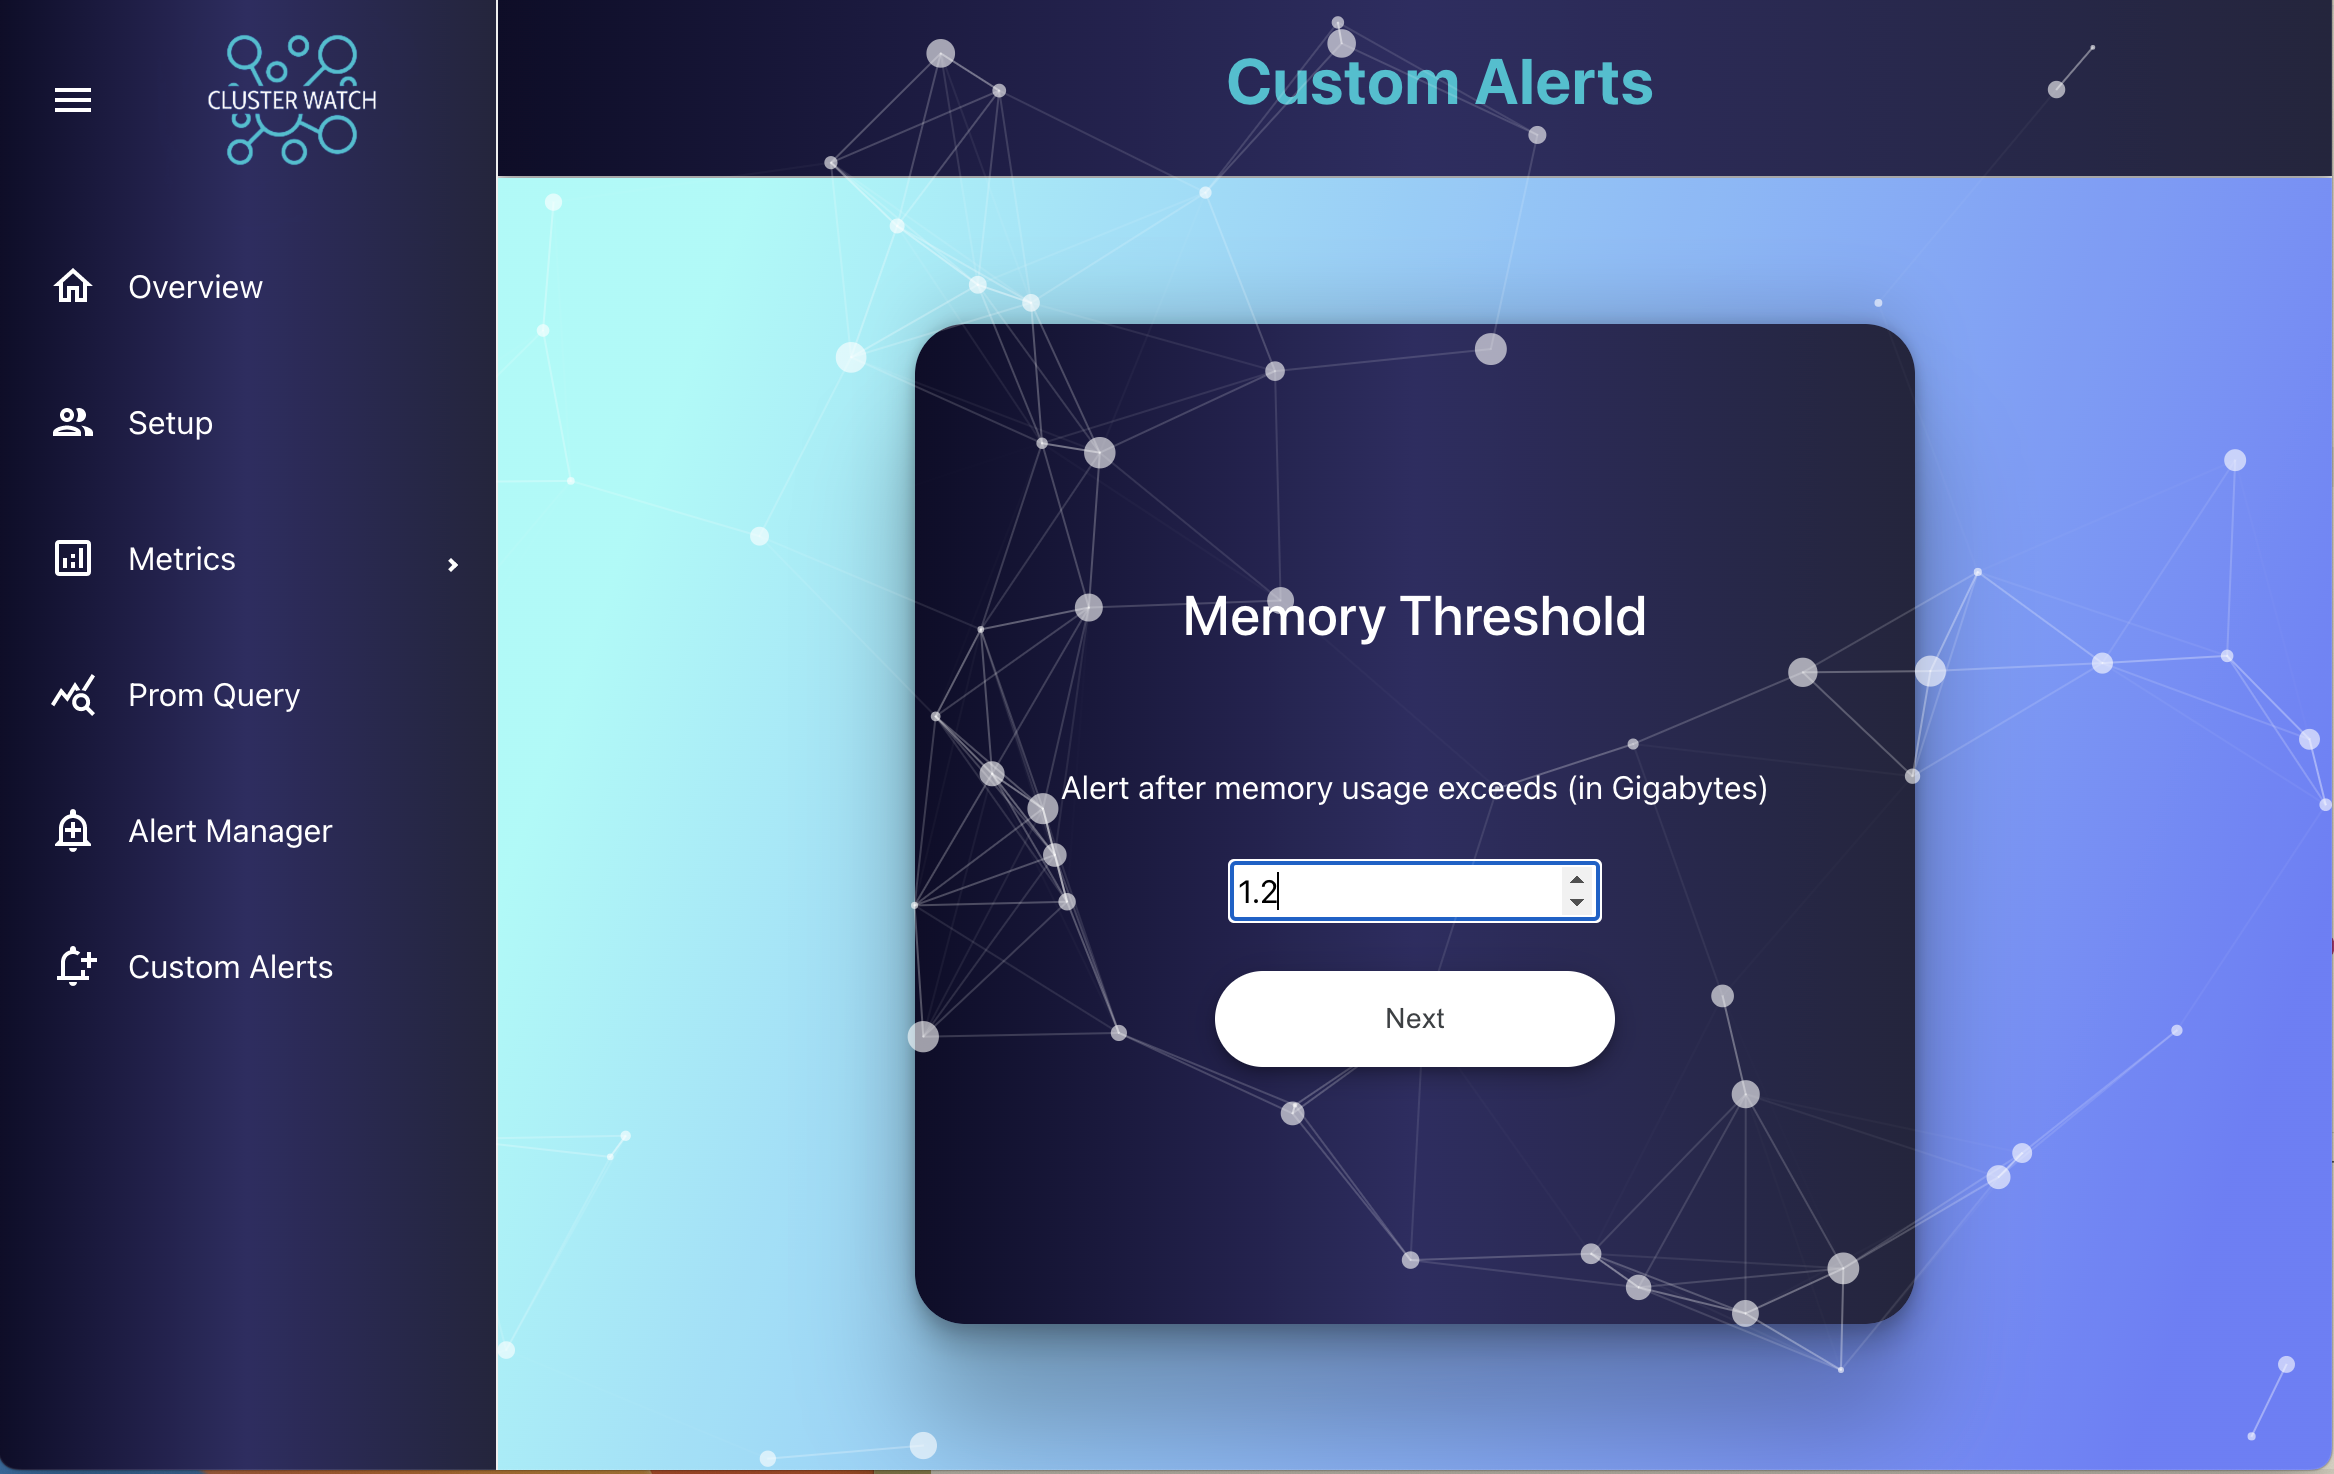 CLUSTER WATCH
Custom Alerts
Overview
Setup
Metrics
Prom Query
Alert Manager
Custom Alerts
Memory Threshold
Alert after memory usage exceeds (in Gigabytes)
1.2
Next